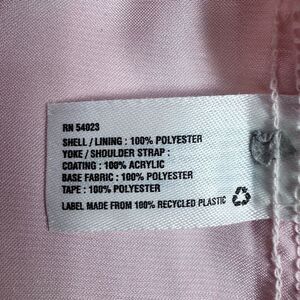 RN 54023
SHELL / LINING : 100% POLYESTER
YOKE / SHOULDER STRAP :
COATING : 100% ACRYLIC
BASE FABRIC : 100% POLYESTER
TAPE : 100% POLYESTER
LABEL MADE FROM 100% RECYCLED PLASTIC